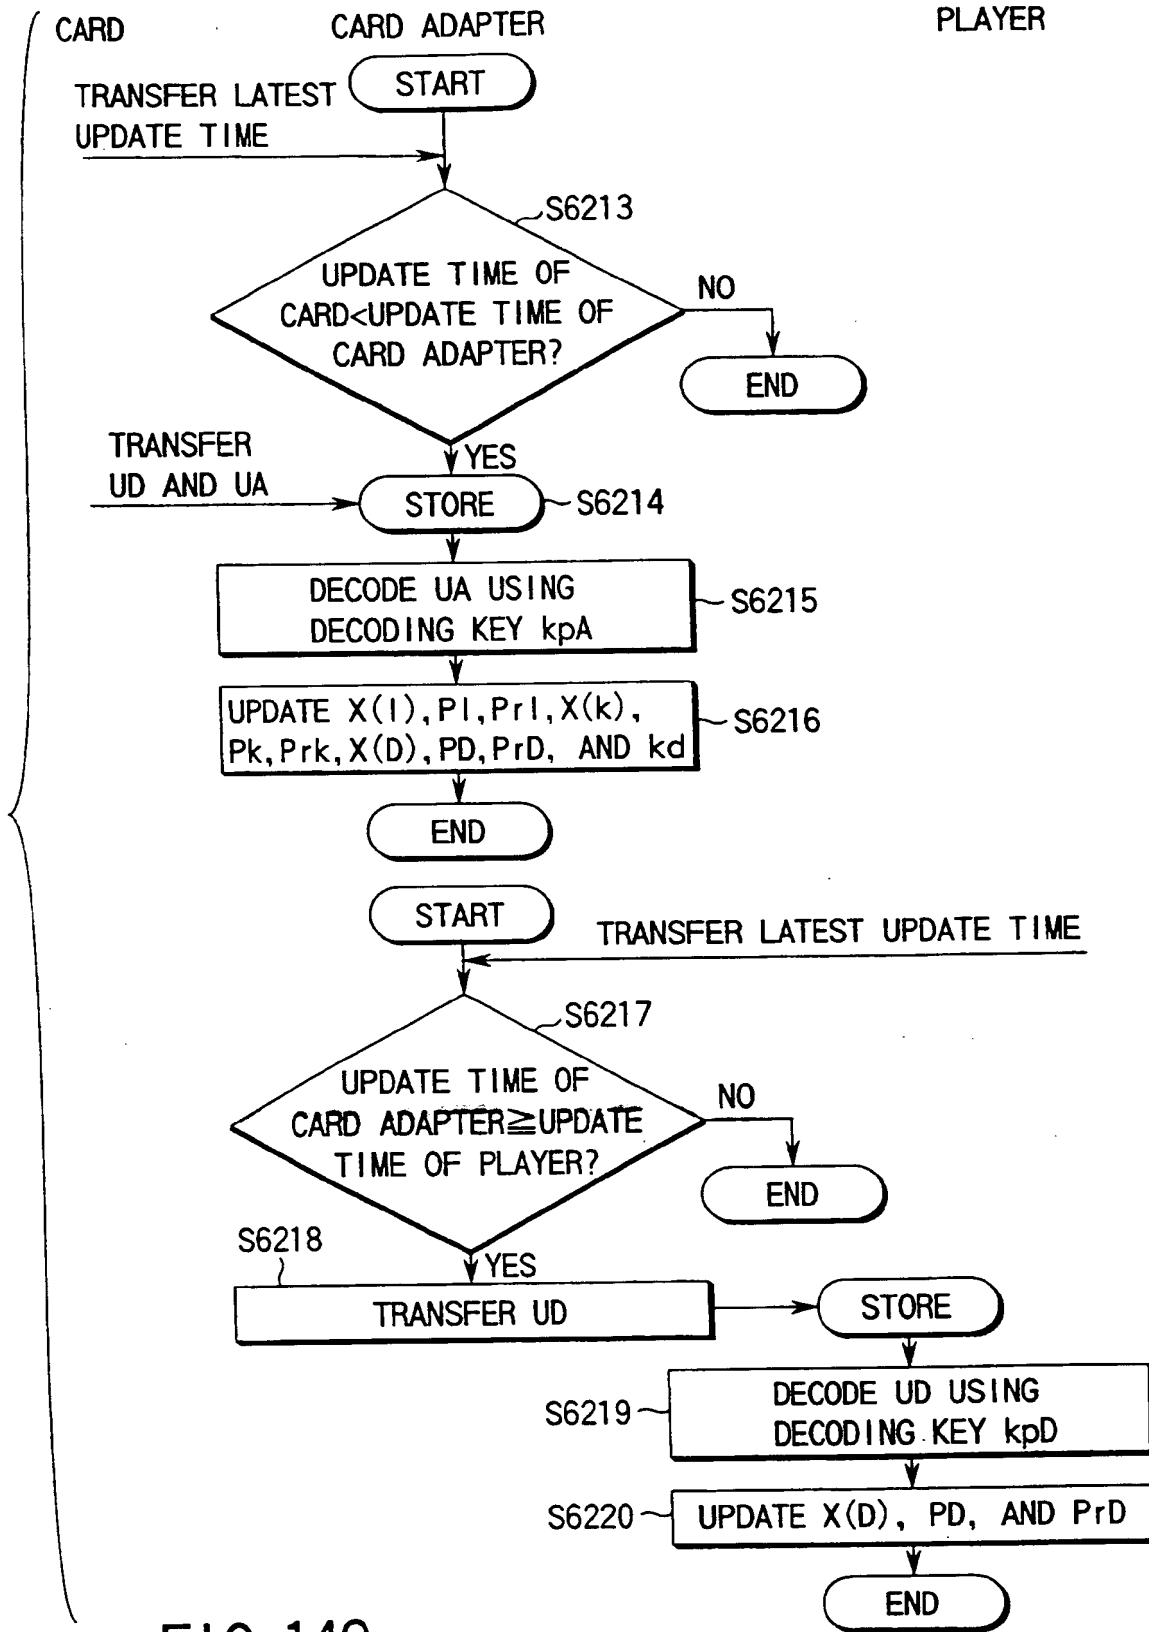 CARD
CARD ADAPTER
PLAYER
START
TRANSFER LATEST
UPDATE TIME
S6213
UPDATE TIME OF
CARD<UPDATE TIME OF
CARD ADAPTER?
NO
END
TRANSFER
UD AND UA
YES
STORE
S6214
DECODE UA USING
DECODING KEY kpA
S6215
UPDATE X(I), PI, PrI, X(k),
Pk, Prk, X(D), PD, PrD, AND kd
S6216
END
START
TRANSFER LATEST UPDATE TIME
S6217
UPDATE TIME OF
CARD ADAPTER≧UPDATE
TIME OF PLAYER?
NO
END
S6218
YES
TRANSFER UD
STORE
S6219
DECODE UD USING
DECODING KEY kpD
S6220
UPDATE X(D), PD, AND PrD
END